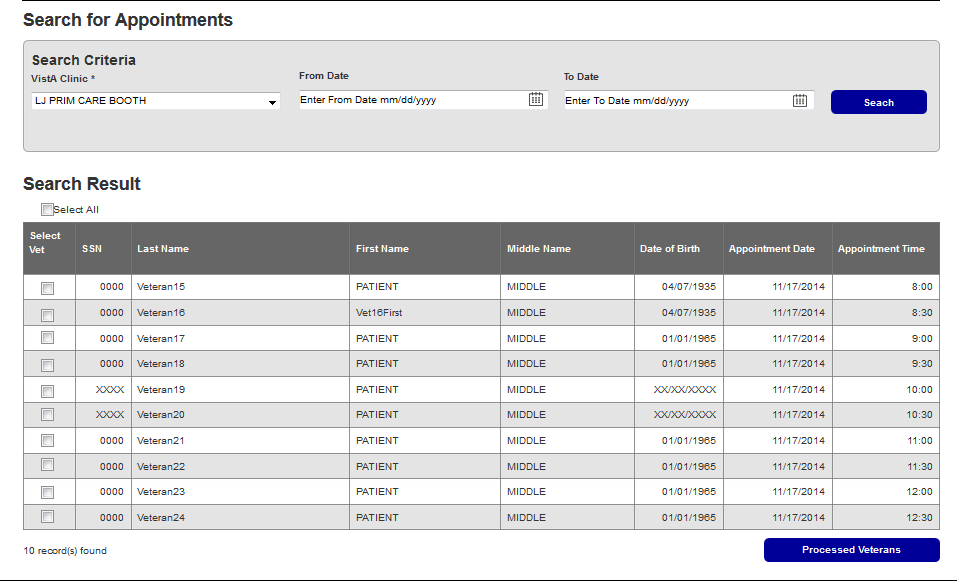 Search for Appointments
Search Criteria
VistA Clinic *
From Date
To Date
LJ PRIM CARE BOOTH
Enter From Date mm/dd/yyyy
Enter To Date mm/dd/yyyy
Seach
Search Result
Select All
Select Vet SSN Last Name First Name Middle Name Date of Birth Appointment Date Appointment Time
0000 Veteran15 PATIENT MIDDLE 04/07/1935 11/17/2014 8:00
0000 Veteran16 Vet16First MIDDLE 04/07/1935 11/17/2014 8:30
0000 Veteran17 PATIENT MIDDLE 01/01/1965 11/17/2014 9:00
0000 Veteran18 PATIENT MIDDLE 01/01/1965 11/17/2014 9:30
XXXX Veteran19 PATIENT MIDDLE XX/XX/XXXX 11/17/2014 10:00
XXXX Veteran20 PATIENT MIDDLE XX/XX/XXXX 11/17/2014 10:30
0000 Veteran21 PATIENT MIDDLE 01/01/1965 11/17/2014 11:00
0000 Veteran22 PATIENT MIDDLE 01/01/1965 11/17/2014 11:30
0000 Veteran23 PATIENT MIDDLE 01/01/1965 11/17/2014 12:00
0000 Veteran24 PATIENT MIDDLE 01/01/1965 11/17/2014 12:30
10 record(s) found
Processed Veterans